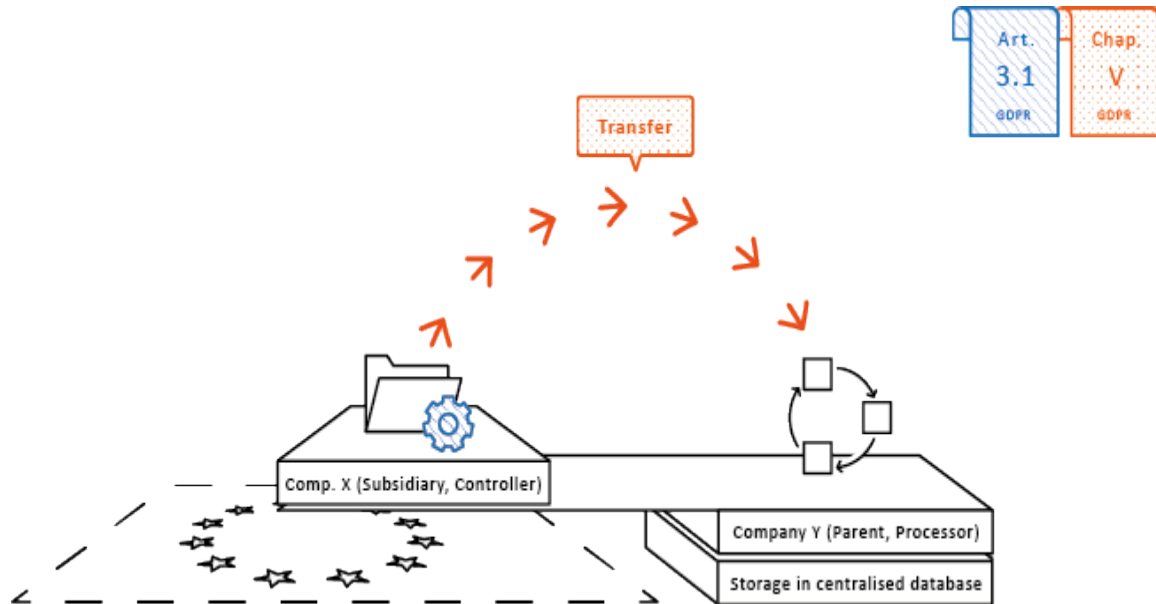 Art.
3.1
GDPR
Chap.
V
GDPR
Transfer
Comp. X (Subsidiary, Controller)
Company Y (Parent, Processor)
Storage in centralised database